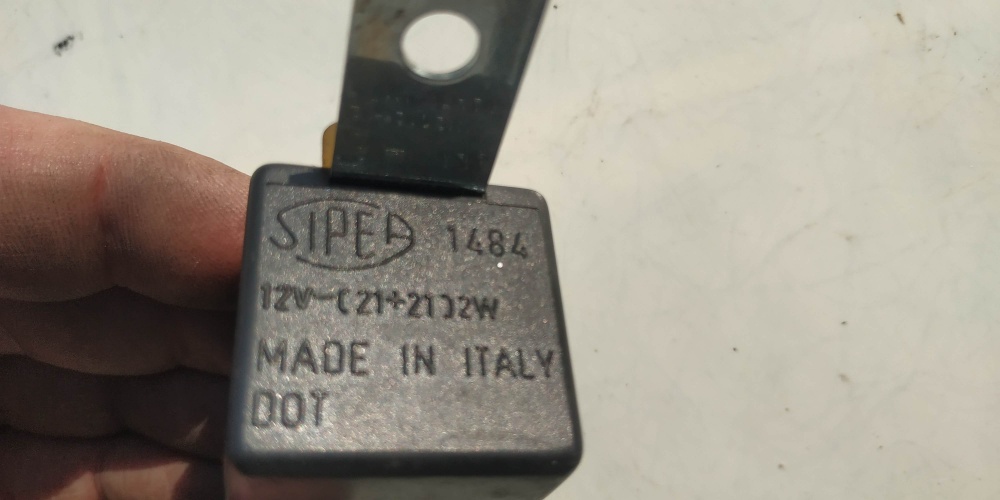 SIPEA 1484
12V-(21+21)2W
MADE IN ITALY
DOT